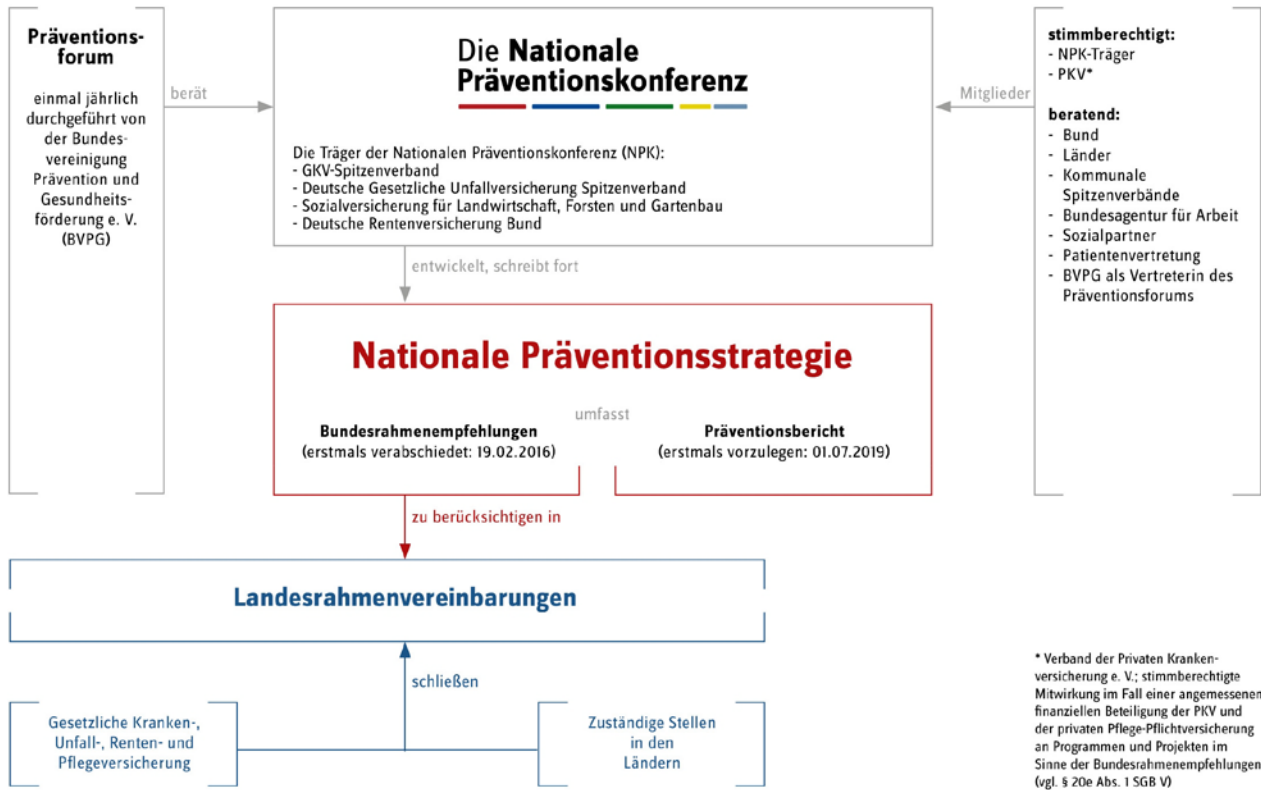 Präventions-
forum
einmal jährlich
durchgeführt von
der Bundes-
vereinigung
Prävention und
Gesundheits-
förderung e. V.
(BVPG)
berät
Die Nationale
Präventionskonferenz
Die Träger der Nationalen Präventionskonferenz (NPK):
- GKV-Spitzenverband
- Deutsche Gesetzliche Unfallversicherung Spitzenverband
- Sozialversicherung für Landwirtschaft, Forsten und Gartenbau
- Deutsche Rentenversicherung Bund
Mitglieder
stimmberechtigt:
- NPK-Träger
- PKV*
beratend:
- Bund
- Länder
- Kommunale
Spitzenverbände
- Bundesagentur für Arbeit
- Sozialpartner
- Patientenvertretung
- BVPG als Vertreterin des
Präventionsforums
entwickelt, schreibt fort
Nationale Präventionsstrategie
umfasst
Bundesrahmenempfehlungen
(erstmals verabschiedet: 19.02.2016)
Präventionsbericht
(erstmals vorzulegen: 01.07.2019)
zu berücksichtigen in
Landesrahmenvereinbarungen
schließen
Gesetzliche Kranken-,
Unfall-, Renten- und
Pflegeversicherung
Zuständige Stellen
in den
Ländern
* Verband der Privaten Kranken-
versicherung e. V.; stimmberechtigte
Mitwirkung im Fall einer angemessenen
finanziellen Beteiligung der PKV und
der privaten Pflege-Pflichtversicherung
an Programmen und Projekten im
Sinne der Bundesrahmenempfehlungen
(vgl. § 20e Abs. 1 SGB V)